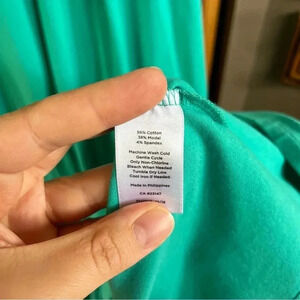 Cotton
38% Modal
4% Spandex
Machine Wash Cold
Gentle Cycle
Only Non-Chlorine
Bleach When Needed
Tumble Dry Low
Cool Iron If Needed
Made in Philippines